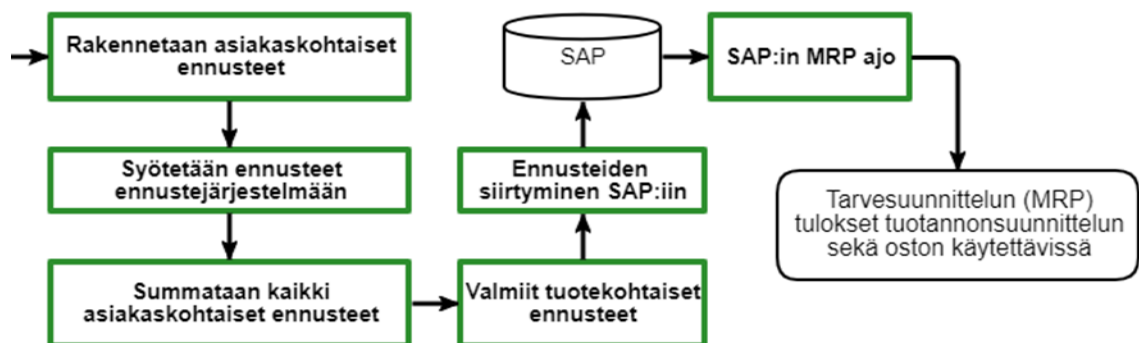 Rakennetaan asiakaskohtaiset
ennusteet
Syötetään ennusteet
ennustejärjestelmään
Summataan kaikki
asiakaskohtaiset ennusteet
Valmiit tuotekohtaiset
ennusteet
Ennusteiden
siirtyminen SAP:iin
SAP
SAP:in MRP ajo
Tarvesuunnittelun (MRP)
tulokset tuotannonsuunnittelun
sekä oston käytettävissä